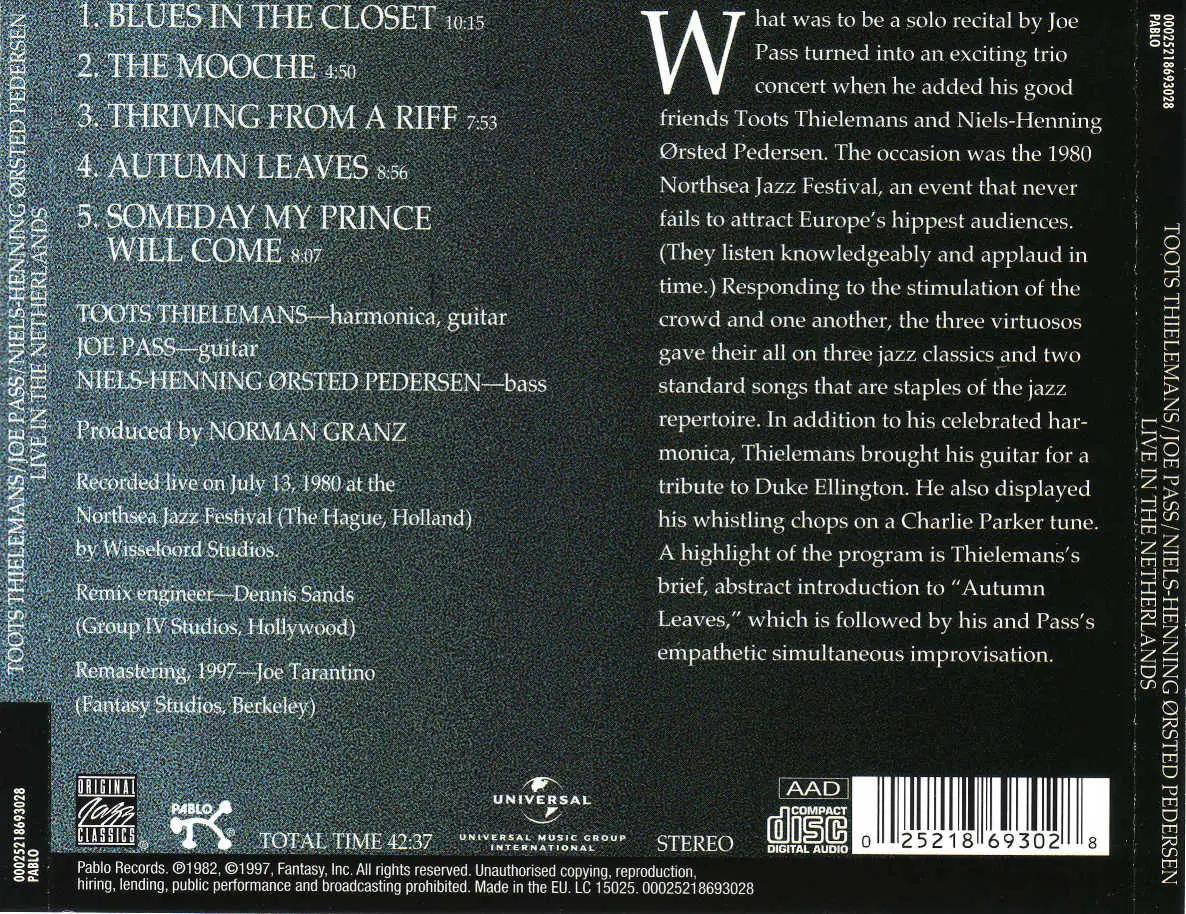 TOOTS THIELEMANS/JOE PASS/NIELS-HENNING ØRSTED PEDERSEN
LIVE IN THE NETHERLANDS
00025218693028
PABLO
1. BLUES IN THE CLOSET 10:15
2. THE MOOCHE 4:50
3. THRIVING FROM A RIFF 7:53
4. AUTUMN LEAVES 8:56
5. SOMEDAY MY PRINCE
WILL COME 8:07
TOOTS THIELEMANS—harmonica, guitar
JOE PASS—guitar
NIELS-HENNING ØRSTED PEDERSEN—bass
Produced by NORMAN GRANZ
Recorded live on July 13, 1980 at the
Northsea Jazz Festival (The Hague, Holland)
by Wisseloord Studios.
Remix engineer—Dennis Sands
(Group IV Studios, Hollywood)
Remastering, 1997—Joe Tarantino
(Fantasy Studios, Berkeley)
What was to be a solo recital by Joe
Pass turned into an exciting trio
concert when he added his good
friends Toots Thielemans and Niels-Henning
Ørsted Pedersen. The occasion was the 1980
Northsea Jazz Festival, an event that never
fails to attract Europe's hippest audiences.
(They listen knowledgeably and applaud in
time.) Responding to the stimulation of the
crowd and one another, the three virtuosos
gave their all on three jazz classics and two
standard songs that are staples of the jazz
repertoire. In addition to his celebrated har-
monica, Thielemans brought his guitar for a
tribute to Duke Ellington. He also displayed
his whistling chops on a Charlie Parker tune.
A highlight of the program is Thielemans's
brief, abstract introduction to "Autumn
Leaves," which is followed by his and Pass's
empathetic simultaneous improvisation.
ORIGINAL
Jazz
CLASSICS
®
PABLO
®
TOTAL TIME 42:37
UNIVERSAL
UNIVERSAL MUSIC GROUP
INTERNATIONAL
STEREO
AAD
COMPACT
disc
DIGITAL AUDIO
0 25218 69302 8
Pablo Records. ℗1982, ©1997, Fantasy, Inc. All rights reserved. Unauthorised copying, reproduction,
hiring, lending, public performance and broadcasting prohibited. Made in the EU. LC 15025. 00025218693028
00025218693028
PABLO
TOOTS THIELEMANS/JOE PASS/NIELS-HENNING ØRSTED PEDERSEN
LIVE IN THE NETHERLANDS